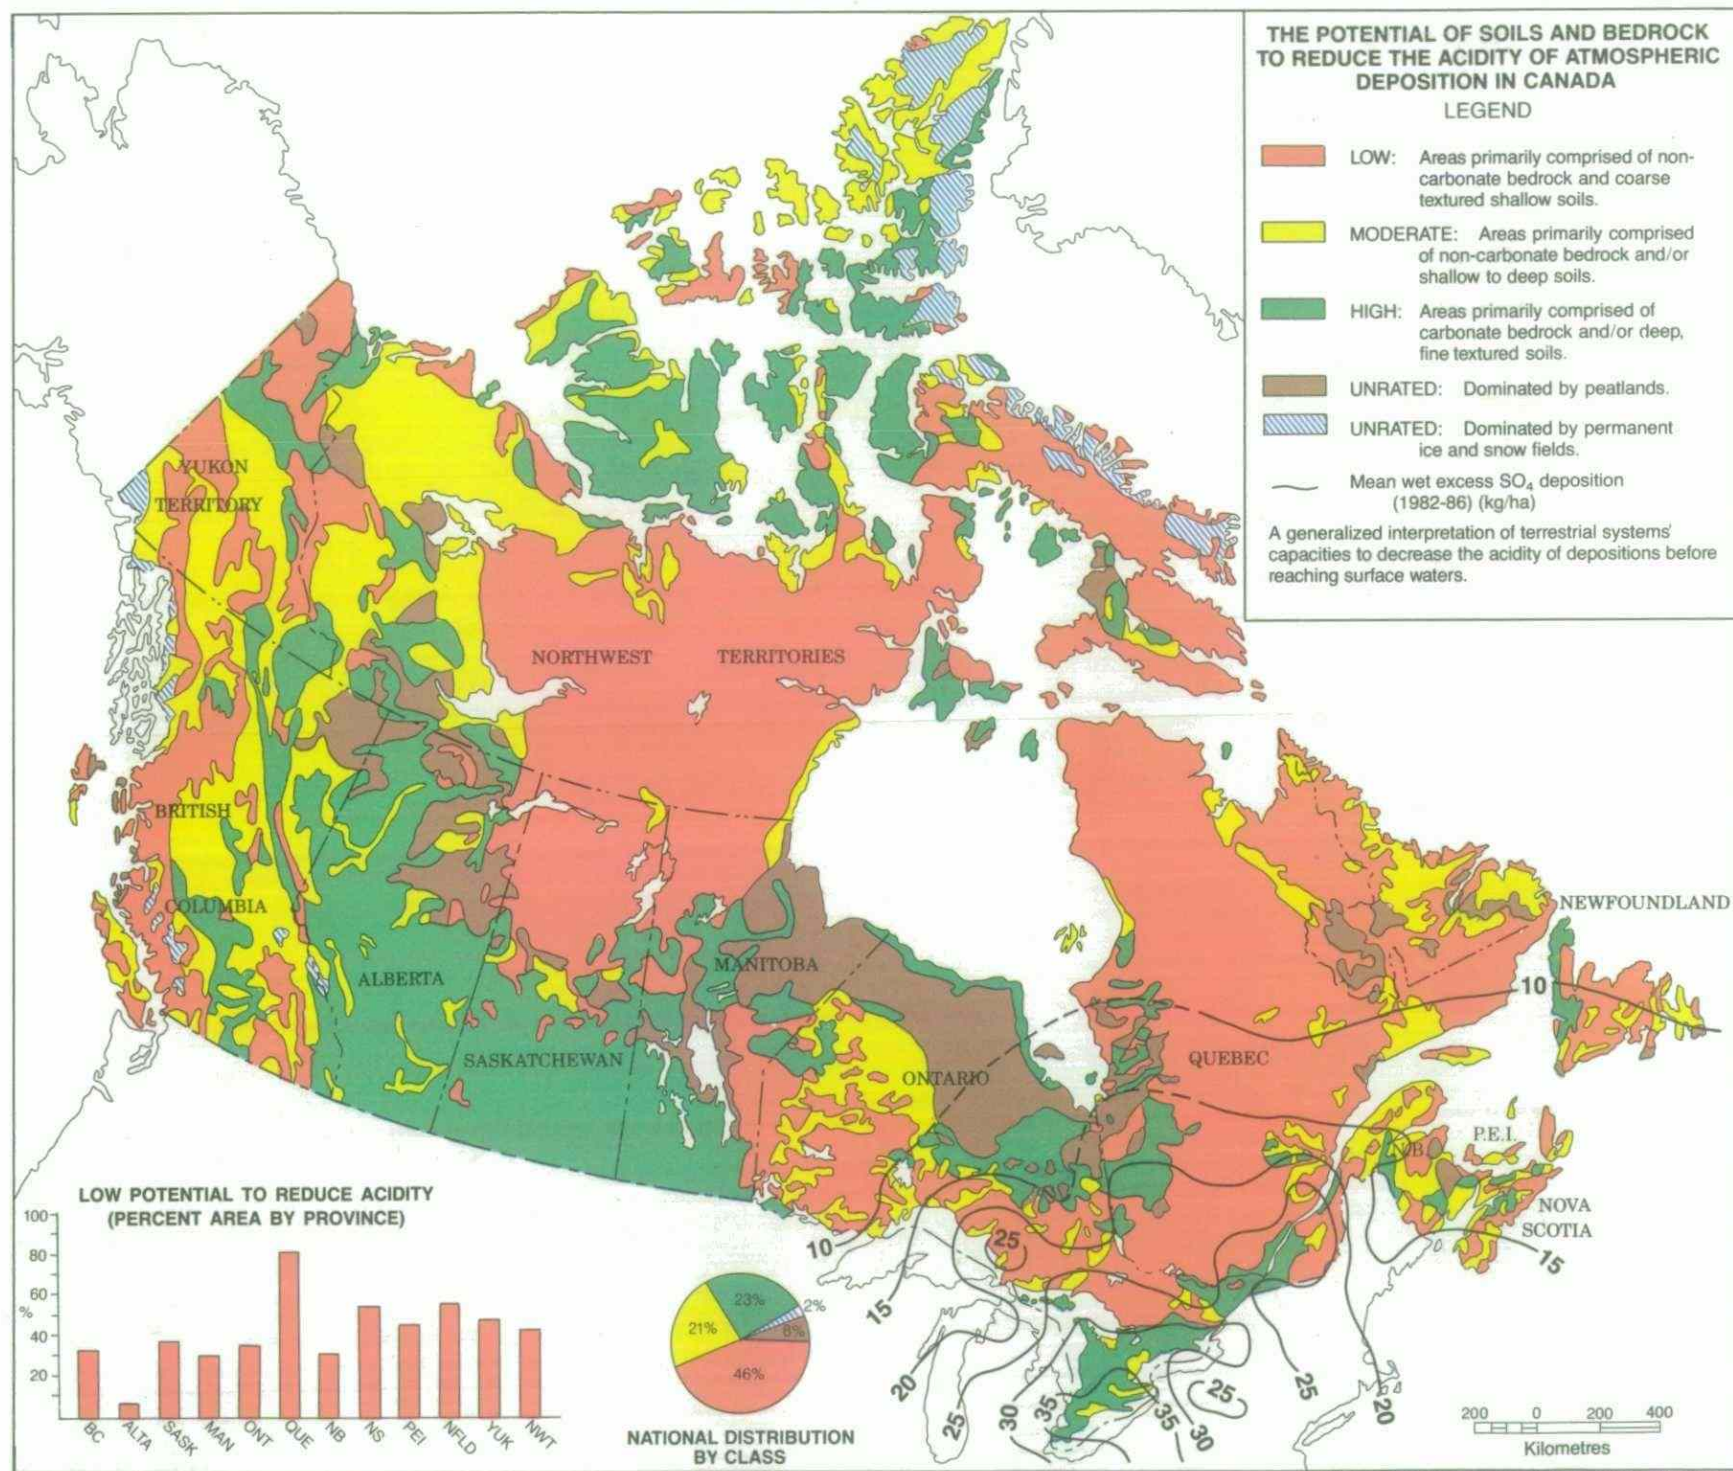 THE POTENTIAL OF SOILS AND BEDROCK
TO REDUCE THE ACIDITY OF ATMOSPHERIC
DEPOSITION IN CANADA
LEGEND
LOW: Areas primarily comprised of non-
carbonate bedrock and coarse
textured shallow soils.
MODERATE: Areas primarily comprised
of non-carbonate bedrock and/or
shallow to deep soils.
HIGH: Areas primarily comprised of
carbonate bedrock and/or deep,
fine textured soils.
UNRATED: Dominated by peatlands.
UNRATED: Dominated by permanent
ice and snow fields.
Mean wet excess SO₄ deposition
(1982-86) (kg/ha)
A generalized interpretation of terrestrial systems'
capacities to decrease the acidity of depositions before
reaching surface waters.
YUKON
TERRITORY
NORTHWEST TERRITORIES
BRITISH
COLUMBIA
ALBERTA
SASKATCHEWAN
MANITOBA
ONTARIO
QUEBEC
NEWFOUNDLAND
P.E.I.
N.B.
NOVA
SCOTIA
10
10
15
20
25
30
35
25
35
30
25
25
20
15
LOW POTENTIAL TO REDUCE ACIDITY
(PERCENT AREA BY PROVINCE)
100
80
60
%
40
20
BC ALTA SASK MAN ONT QUE NB NS PEI NFLD YUK NWT
23%
2%
21%
8%
46%
NATIONAL DISTRIBUTION
BY CLASS
200 0 200 400
Kilometres